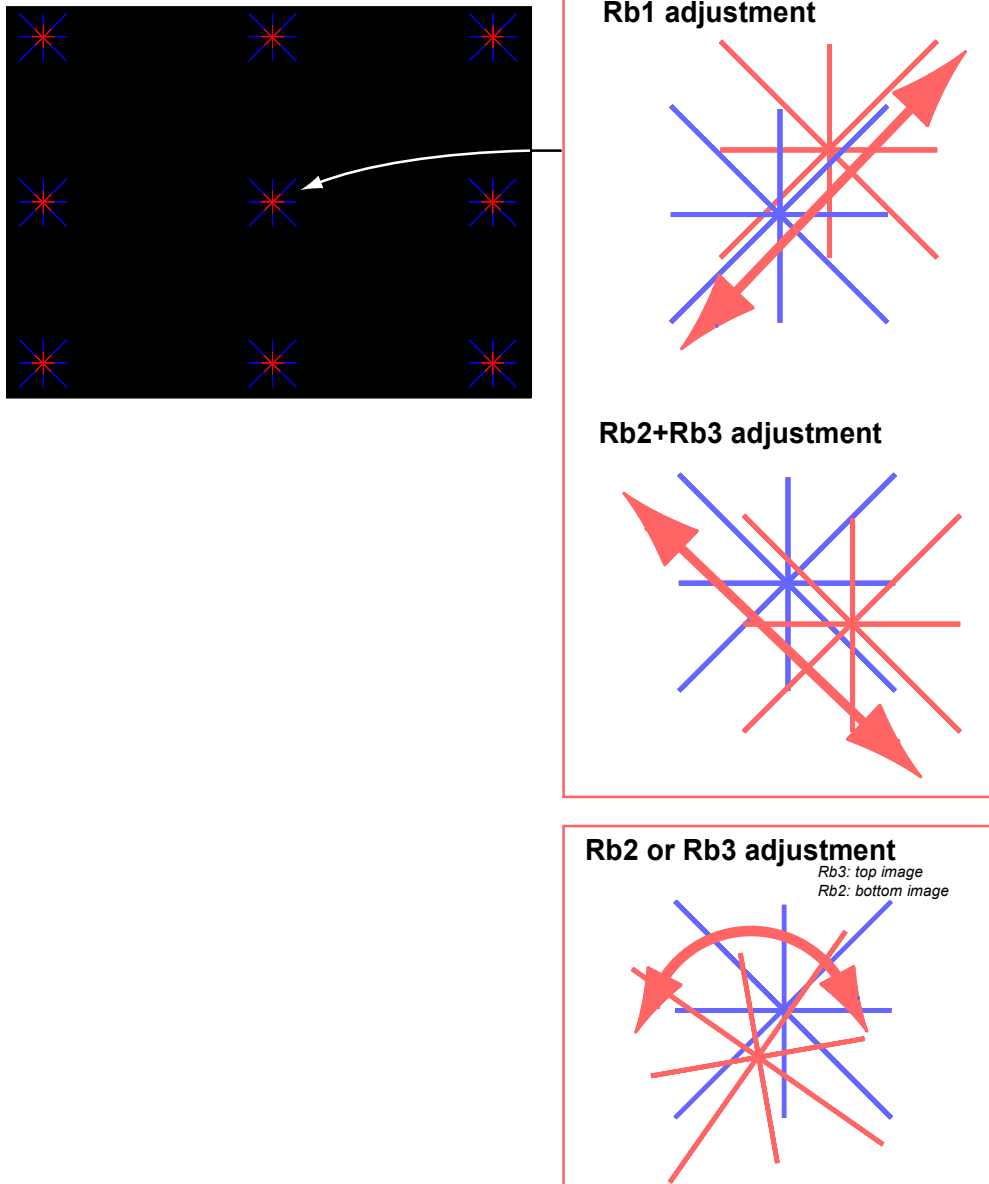 Rb1 adjustment
Rb2+Rb3 adjustment
Rb2 or Rb3 adjustment
Rb3: top image
Rb2: bottom image